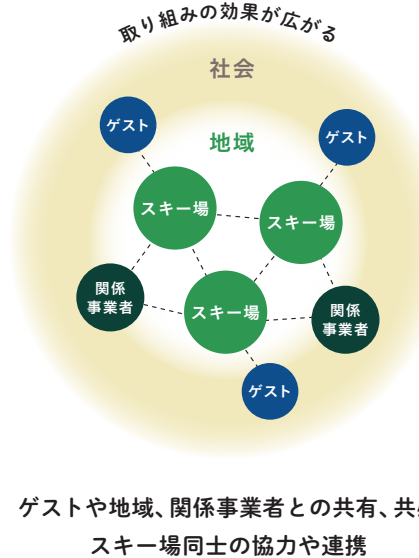 取り組みの効果が広がる
社会
ゲスト
ゲスト
地域
スキー場
スキー場
関係
事業者
スキー場
関係
事業者
ゲスト
ゲストや地域、関係事業者との共有、共
スキー場同士の協力や連携